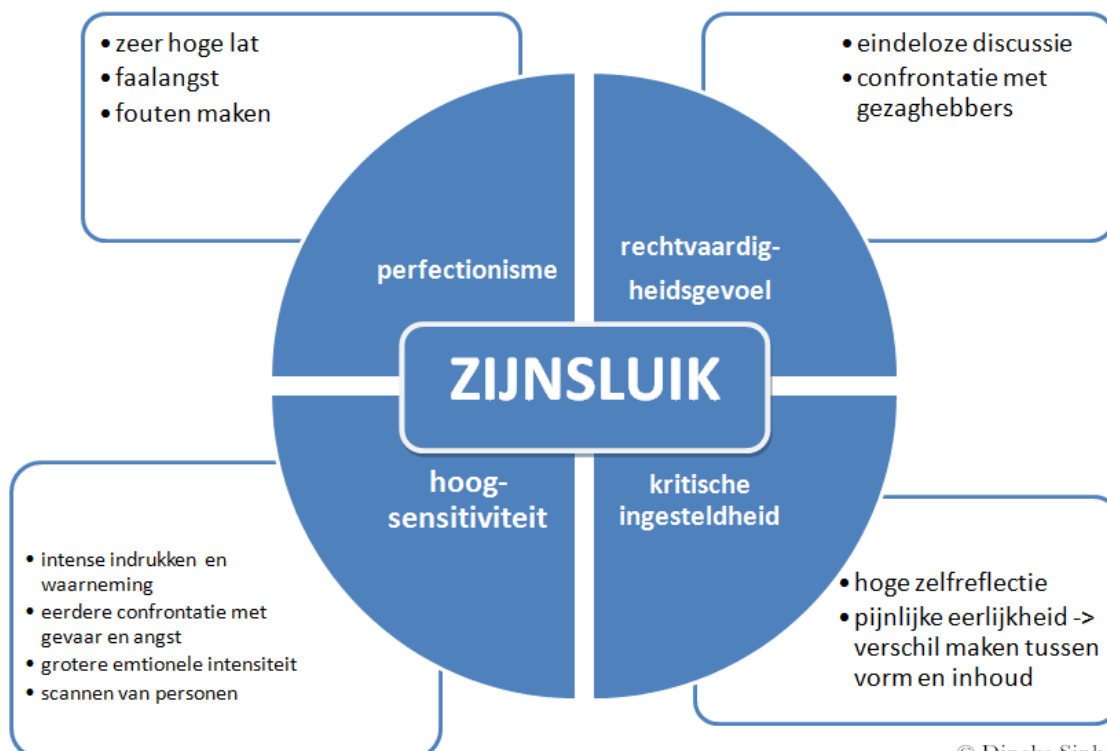 • zeer hoge lat
• faalangst
• fouten maken
• eindeloze discussie
• confrontatie met
gezaghebbers
perfectionisme
rechtvaardig-
heidsgevoel
ZIJNSLUIK
hoog-
sensitiviteit
kritische
ingesteldheid
• intense indrukken en
waarneming
• eerdere confrontatie met
gevaar en angst
• grotere emtionele intensiteit
• scannen van personen
• hoge zelfreflectie
• pijnlijke eerlijkheid ->
verschil maken tussen
vorm en inhoud
©